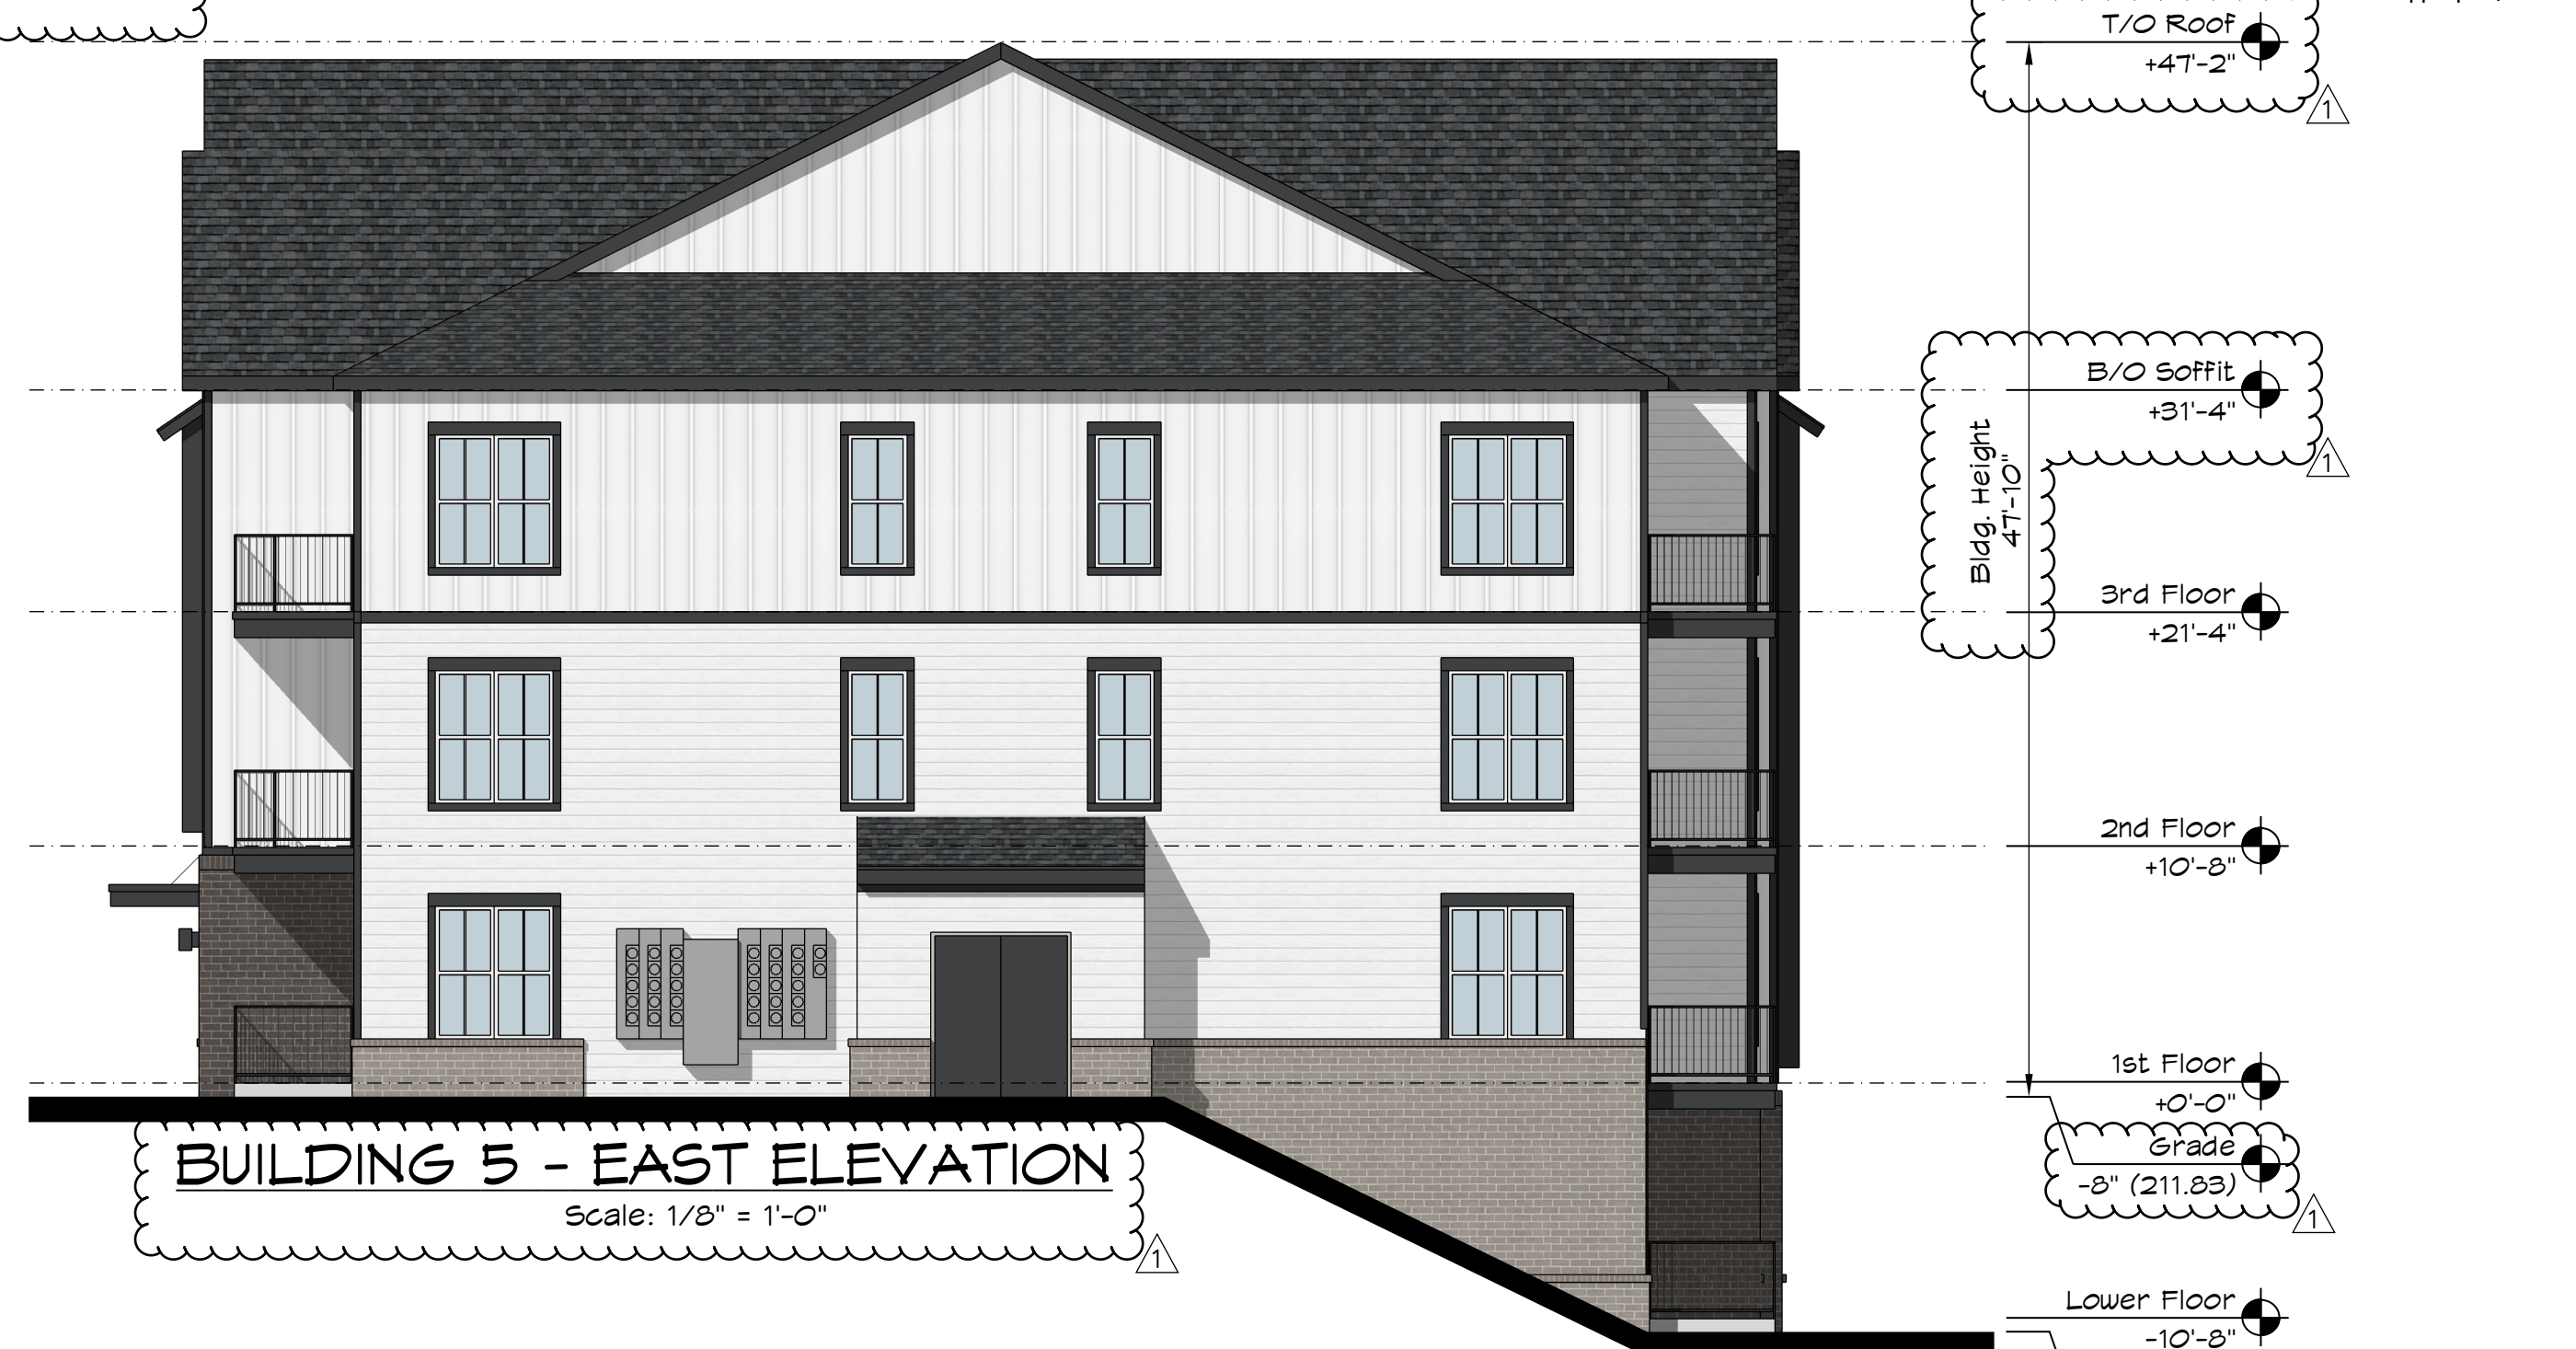 T/O Roof
+47'-2"
1
B/O Soffit
+31'-4"
1
Bldg. Height
47'-10"
3rd Floor
+21'-4"
2nd Floor
+10'-8"
1st Floor
+0'-0"
Grade
-8" (211.83)
1
BUILDING 5 - EAST ELEVATION
Scale: 1/8" = 1'-0"
1
Lower Floor
-10'-8"